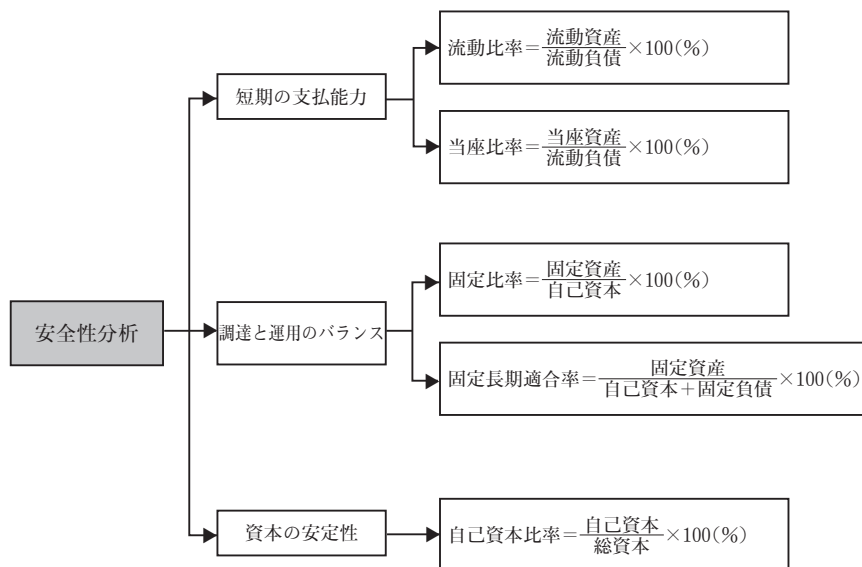 安全性分析
短期の支払能力
流動比率＝流動資産/流動負債×100(％)
当座比率＝当座資産/流動負債×100(％)
調達と運用のバランス
固定比率＝固定資産/自己資本×100(％)
固定長期適合率＝固定資産/自己資本＋固定負債×100(％)
資本の安定性
自己資本比率＝自己資本/総資本×100(％)